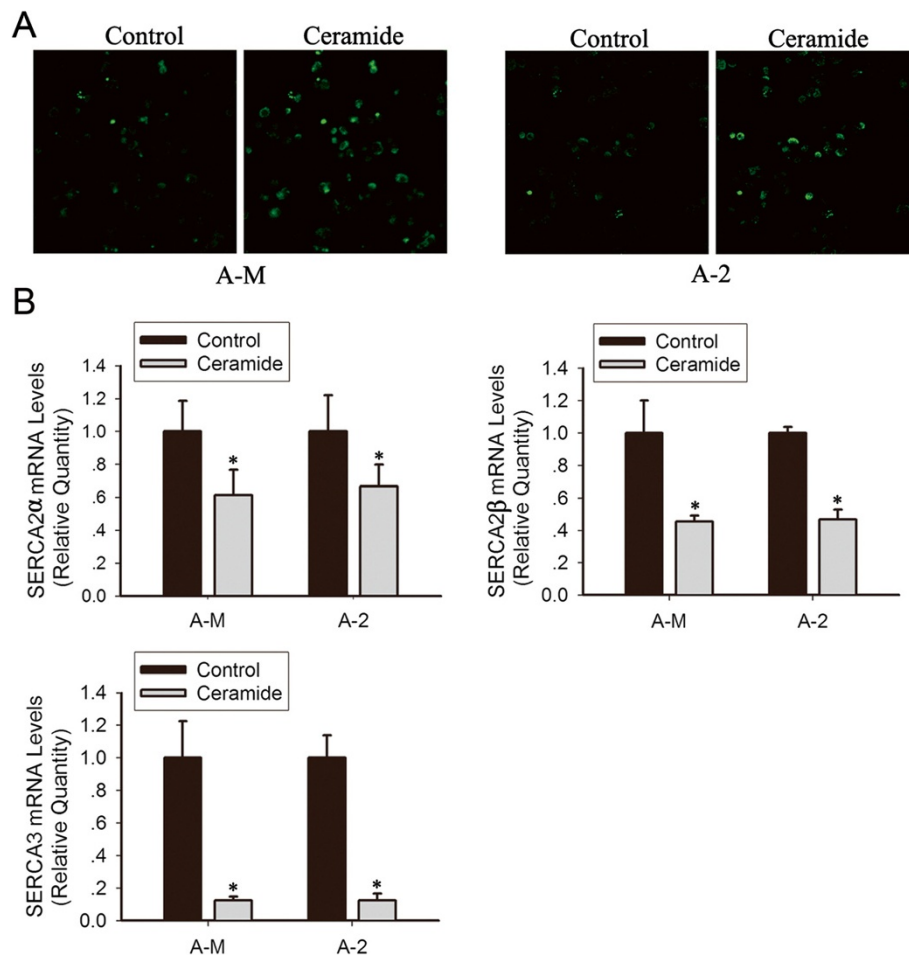 A
Control Ceramide
Control Ceramide
A-M
A-2
B
Control
Ceramide
SERCA2α mRNA Levels
(Relative Quantity)
1.4
1.2
1.0
.8
.6
.4
.2
0.0
*
*
A-M A-2
Control
Ceramide
SERCA2β mRNA Levels
(Relative Quantity)
1.4
1.2
1.0
.8
.6
.4
.2
0.0
*
*
A-M A-2
Control
Ceramide
SERCA3 mRNA Levels
(Relative Quantity)
1.4
1.2
1.0
.8
.6
.4
.2
0.0
*
*
A-M A-2